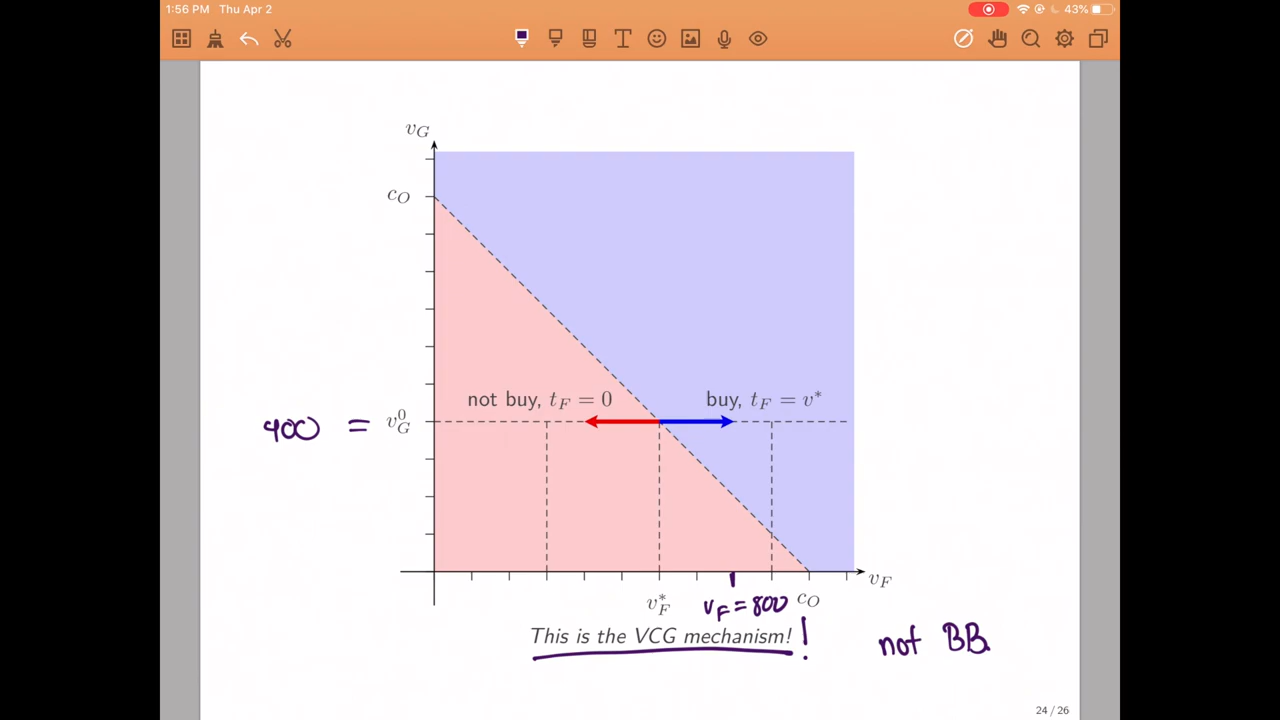 1:56 PM Thu Apr 2
43%
v_G
c_O
not buy, t_F = 0
buy, t_F = v*
400 = v_G^0
v_F
v_F^*
v_F = 800
c_O
This is the VCG mechanism! !
not BB.
24 / 26